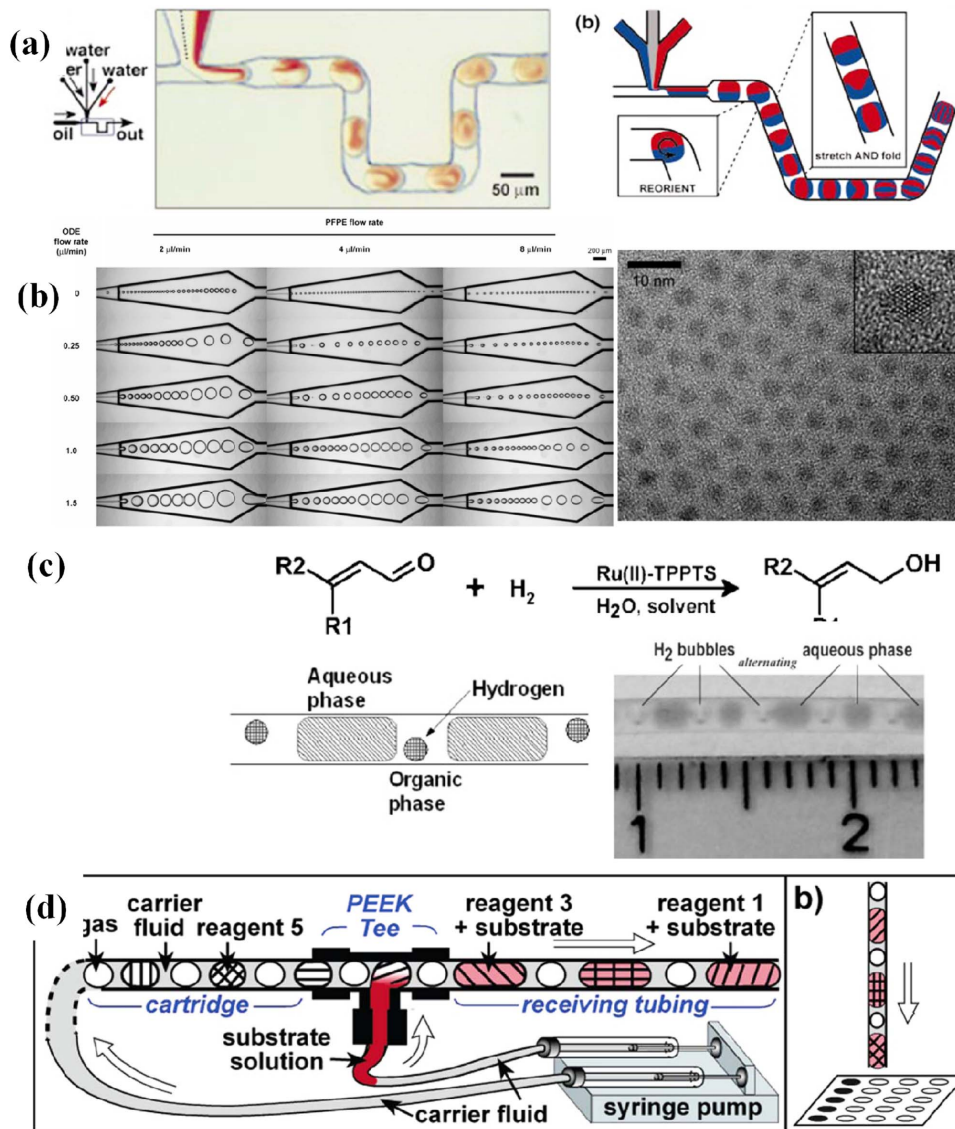 (a)
water
er
water
oil
out
50 µm
(b)
REORIENT
stretch AND fold
PFPE flow rate
ODE
flow rate
(µl/min)
2 µl/min
4 µl/min
8 µl/min
200 µm
(b)
0
0.25
0.50
1.0
1.5
10 nm
(c)
R2
O
R1
+ H2
Ru(II)-TPPTS
H2O, solvent
R2
OH
Aqueous
phase
Hydrogen
Organic
phase
H2 bubbles
alternating
aqueous phase
1
2
(d)
gas
carrier
fluid
reagent 5
PEEK
Tee
reagent 3
+ substrate
reagent 1
+ substrate
cartridge
receiving tubing
substrate
solution
carrier fluid
syringe pump
b)